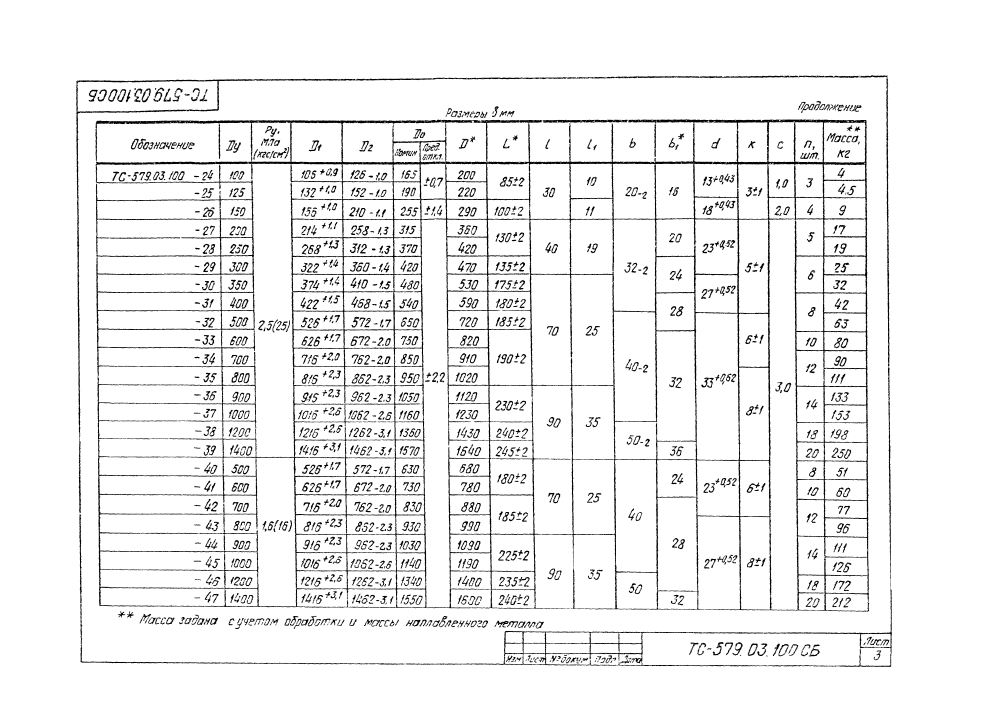 ТС-579.03.100СБ
Размеры в мм
Продолжение
Обозначение Dу Ру, МПа (кгс/см²) D1 D2 Dо D* L* l l1 b b1* d к с п, шт. Масса,** кг
Номин Пред. откл.
ТС-579.03.100 -24 100 2,5(25) 106+0,9 126-1,0 165 ±0,7 200 85±2 30 10 20-2 16 13+0,43 3±1 1,0 3 4
-25 125 132+1,0 152-1.0 190 220 4.5
-26 150 156+1.0 210-1.1 255 ±1,4 290 100±2 11 18+0,43 2,0 4 9
-27 200 214+1.1 258-1,3 315 ±2,2 360 130±2 40 19 32-2 20 23+0,52 5±1 3,0 5 17
-28 250 268+1.3 312-1.3 370 420 19
-29 300 322+1.4 360-1.4 420 470 135±2 24 6 25
-30 350 374+1.4 410-1.5 480 530 175±2 70 25 27+0,52 32
-31 400 422+1.5 468-1.5 540 590 180±2 28 8 42
-32 500 526+1.7 572-1.7 650 720 185±2 40-2 6±1 63
-33 600 626+1.7 672-2.0 750 820 190±2 32 33+0,62 10 80
-34 700 716+2.0 762-2.0 850 910 12 90
-35 800 816+2,3 862-2.3 950 1020 8±1 111
-36 900 916+2,3 962-2.3 1050 1120 230±2 90 35 14 133
-37 1000 1016+2,6 1062-2.6 1160 1230 153
-38 1200 1216+2,6 1262-3,1 1360 1430 240±2 50-2 18 198
-39 1400 1416+3,1 1462-3,1 1570 1640 245±2 36 20 250
-40 500 1,6(16) 526+1.7 572-1.7 630 680 180±2 70 25 40 24 23+0,52 6±1 8 51
-41 600 626+1.7 672-2.0 730 780 10 60
-42 700 716+2.0 762-2.0 830 880 185±2 28 12 77
-43 800 816+2.3 862-2.3 930 990 27+0,52 8±1 96
-44 900 916+2.3 962-2.3 1030 1090 225±2 90 35 14 111
-45 1000 1016+2,6 1062-2.6 1140 1190 126
-46 1200 1216+2,6 1262-3.1 1340 1400 235±2 50 18 172
-47 1400 1416+3,1 1462-3.1 1550 1600 240±2 32 20 212
** Масса задана с учетом обработки и массы наплавленного металла
Изм Лист №докум Подп Дата
ТС-579.03.100 СБ
Лист
3